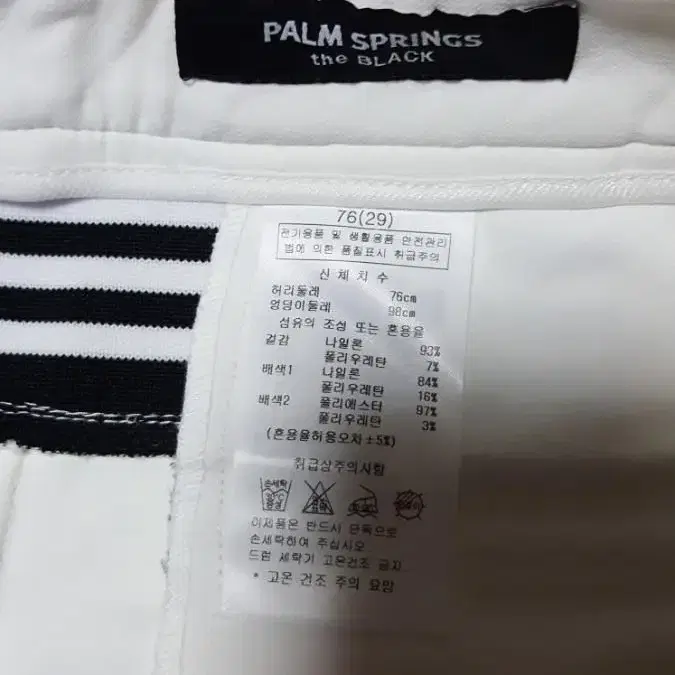 PALM SPRINGS
the BLACK
76(29)
전기용품 및 생활용품 안전관리
법에 의한 품질표시 취급주의
신 체 치 수
허리둘레 76cm
엉덩이둘레 98cm
섬유의 조성 또는 혼용율
겉감 나일론 93%
폴리우레탄 7%
배색1 나일론 84%
폴리우레탄 16%
배색2 폴리에스타 97%
폴리우레탄 3%
(혼용율허용오차 ±5%)
취급상주의사항
손세탁
이제품은 반드시 단독으로
손세탁하여 주십시오
드럼 세탁기 고온건조 금지
* 고온 건조 주의 요망